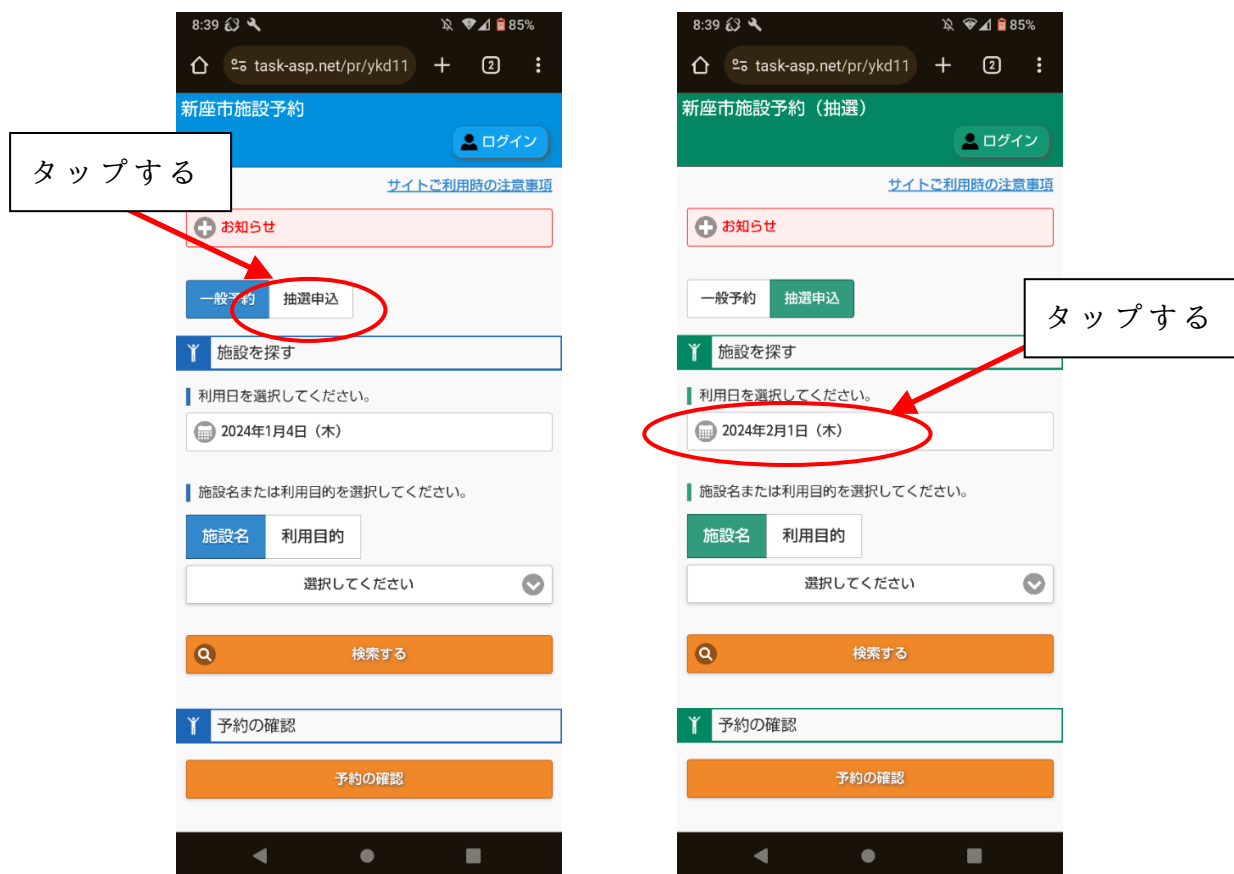 8:39
85%
task-asp.net/pr/ykd11
2
新座市施設予約
ログイン
タップする
サイトご利用時の注意事項
お知らせ
一般予約
抽選申込
施設を探す
利用日を選択してください。
2024年1月4日（木）
施設名または利用目的を選択してください。
施設名
利用目的
選択してください
検索する
予約の確認
予約の確認
8:39
85%
task-asp.net/pr/ykd11
2
新座市施設予約（抽選）
ログイン
サイトご利用時の注意事項
お知らせ
一般予約
抽選申込
タップする
施設を探す
利用日を選択してください。
2024年2月1日（木）
施設名または利用目的を選択してください。
施設名
利用目的
選択してください
検索する
予約の確認
予約の確認